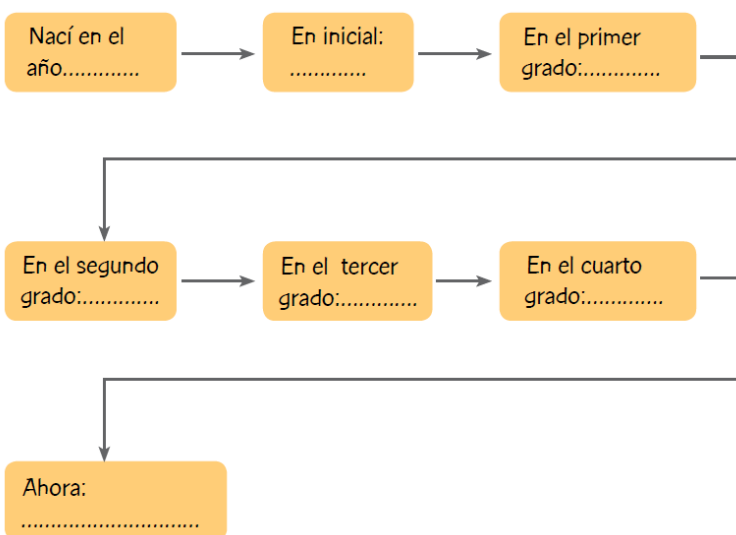 Nací en el
año.............
En inicial:
.............
En el primer
grado:.............
En el segundo
grado:.............
En el  tercer
grado:.............
En el cuarto
grado:.............
Ahora:
..............................